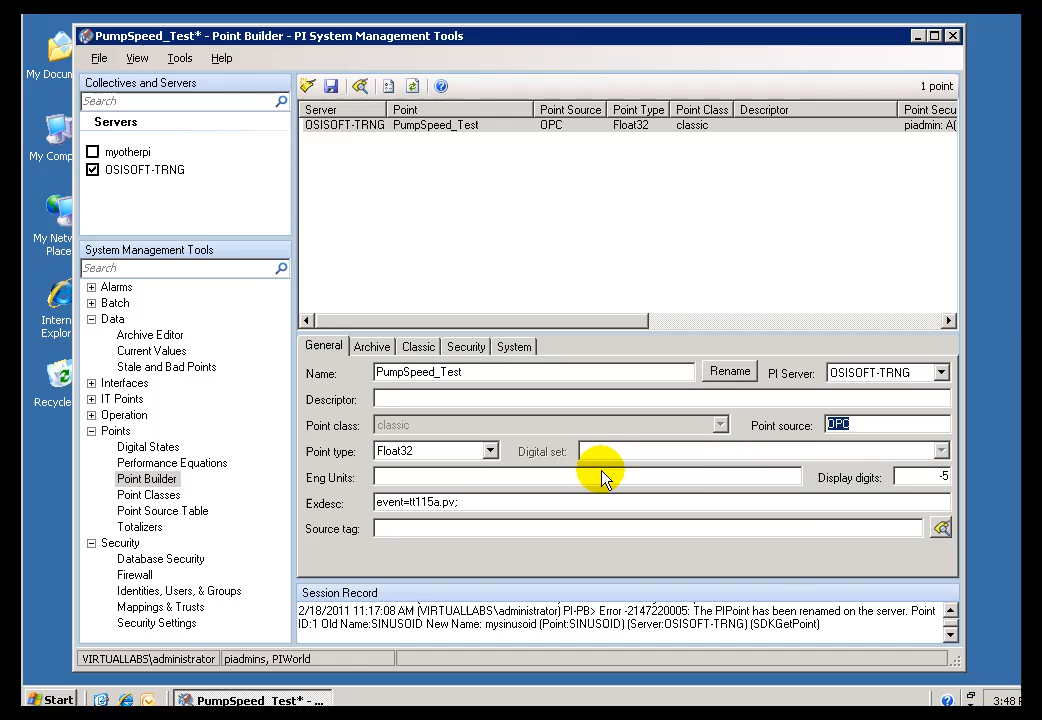 My Docum
My Comp
My Netw
Place
Intern
Explor
Recycle
PumpSpeed_Test* - Point Builder - PI System Management Tools
File View Tools Help
Collectives and Servers
Search
Servers
myotherpi
OSISOFT-TRNG
System Management Tools
Search
Alarms
Batch
Data
Archive Editor
Current Values
Stale and Bad Points
Interfaces
IT Points
Operation
Points
Digital States
Performance Equations
Point Builder
Point Classes
Point Source Table
Totalizers
Security
Database Security
Firewall
Identities, Users, & Groups
Mappings & Trusts
Security Settings
1 point
Server Point Point Source Point Type Point Class Descriptor Point Secu
OSISOFT-TRNG PumpSpeed_Test OPC Float32 classic piadmin: A(
General Archive Classic Security System
Name: PumpSpeed_Test Rename PI Server: OSISOFT-TRNG
Descriptor:
Point class: classic Point source: OPC
Point type: Float32 Digital set:
Eng Units: Display digits: -5
Exdesc: event=tt115a.pv;
Source tag:
Session Record
2/18/2011 11:17:08 AM (VIRTUALLABS\administrator) PI-PB> Error -2147220005: The PIPoint has been renamed on the server. Point
ID:1 Old Name:SINUSOID New Name: mysinusoid (Point:SINUSOID) (Server:OSISOFT-TRNG) (SDKGetPoint)
VIRTUALLABS\administrator piadmins, PIWorld
Start PumpSpeed_Test* - ... 3:48 P